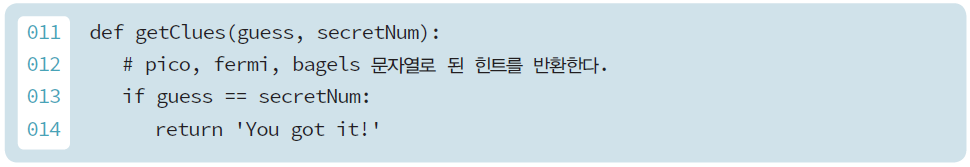 011 def getClues(guess, secretNum):
012 # pico, fermi, bagels 문자열로 된 힌트를 반환한다.
013 if guess == secretNum:
014 return 'You got it!'